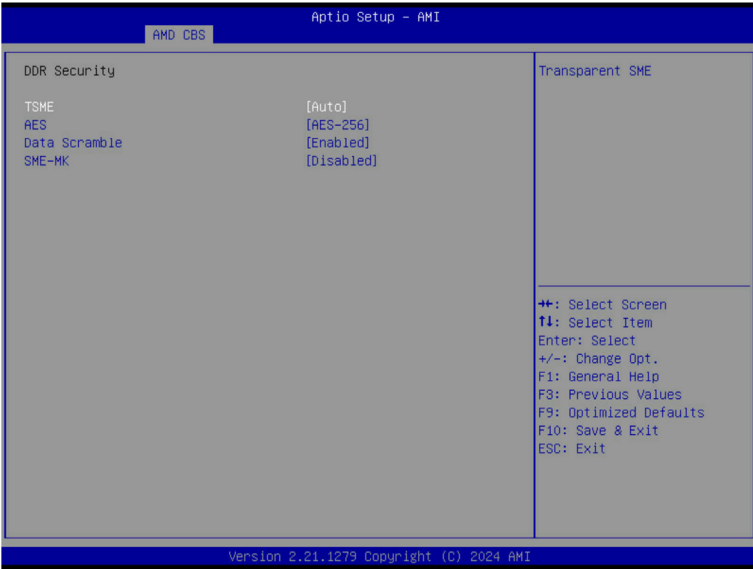 Aptio Setup - AMI
AMD CBS
DDR Security
TSME [Auto]
AES [AES-256]
Data Scramble [Enabled]
SME-MK [Disabled]
Transparent SME
→←: Select Screen
↑↓: Select Item
Enter: Select
+/-: Change Opt.
F1: General Help
F3: Previous Values
F9: Optimized Defaults
F10: Save & Exit
ESC: Exit
Version 2.21.1279 Copyright (C) 2024 AMI